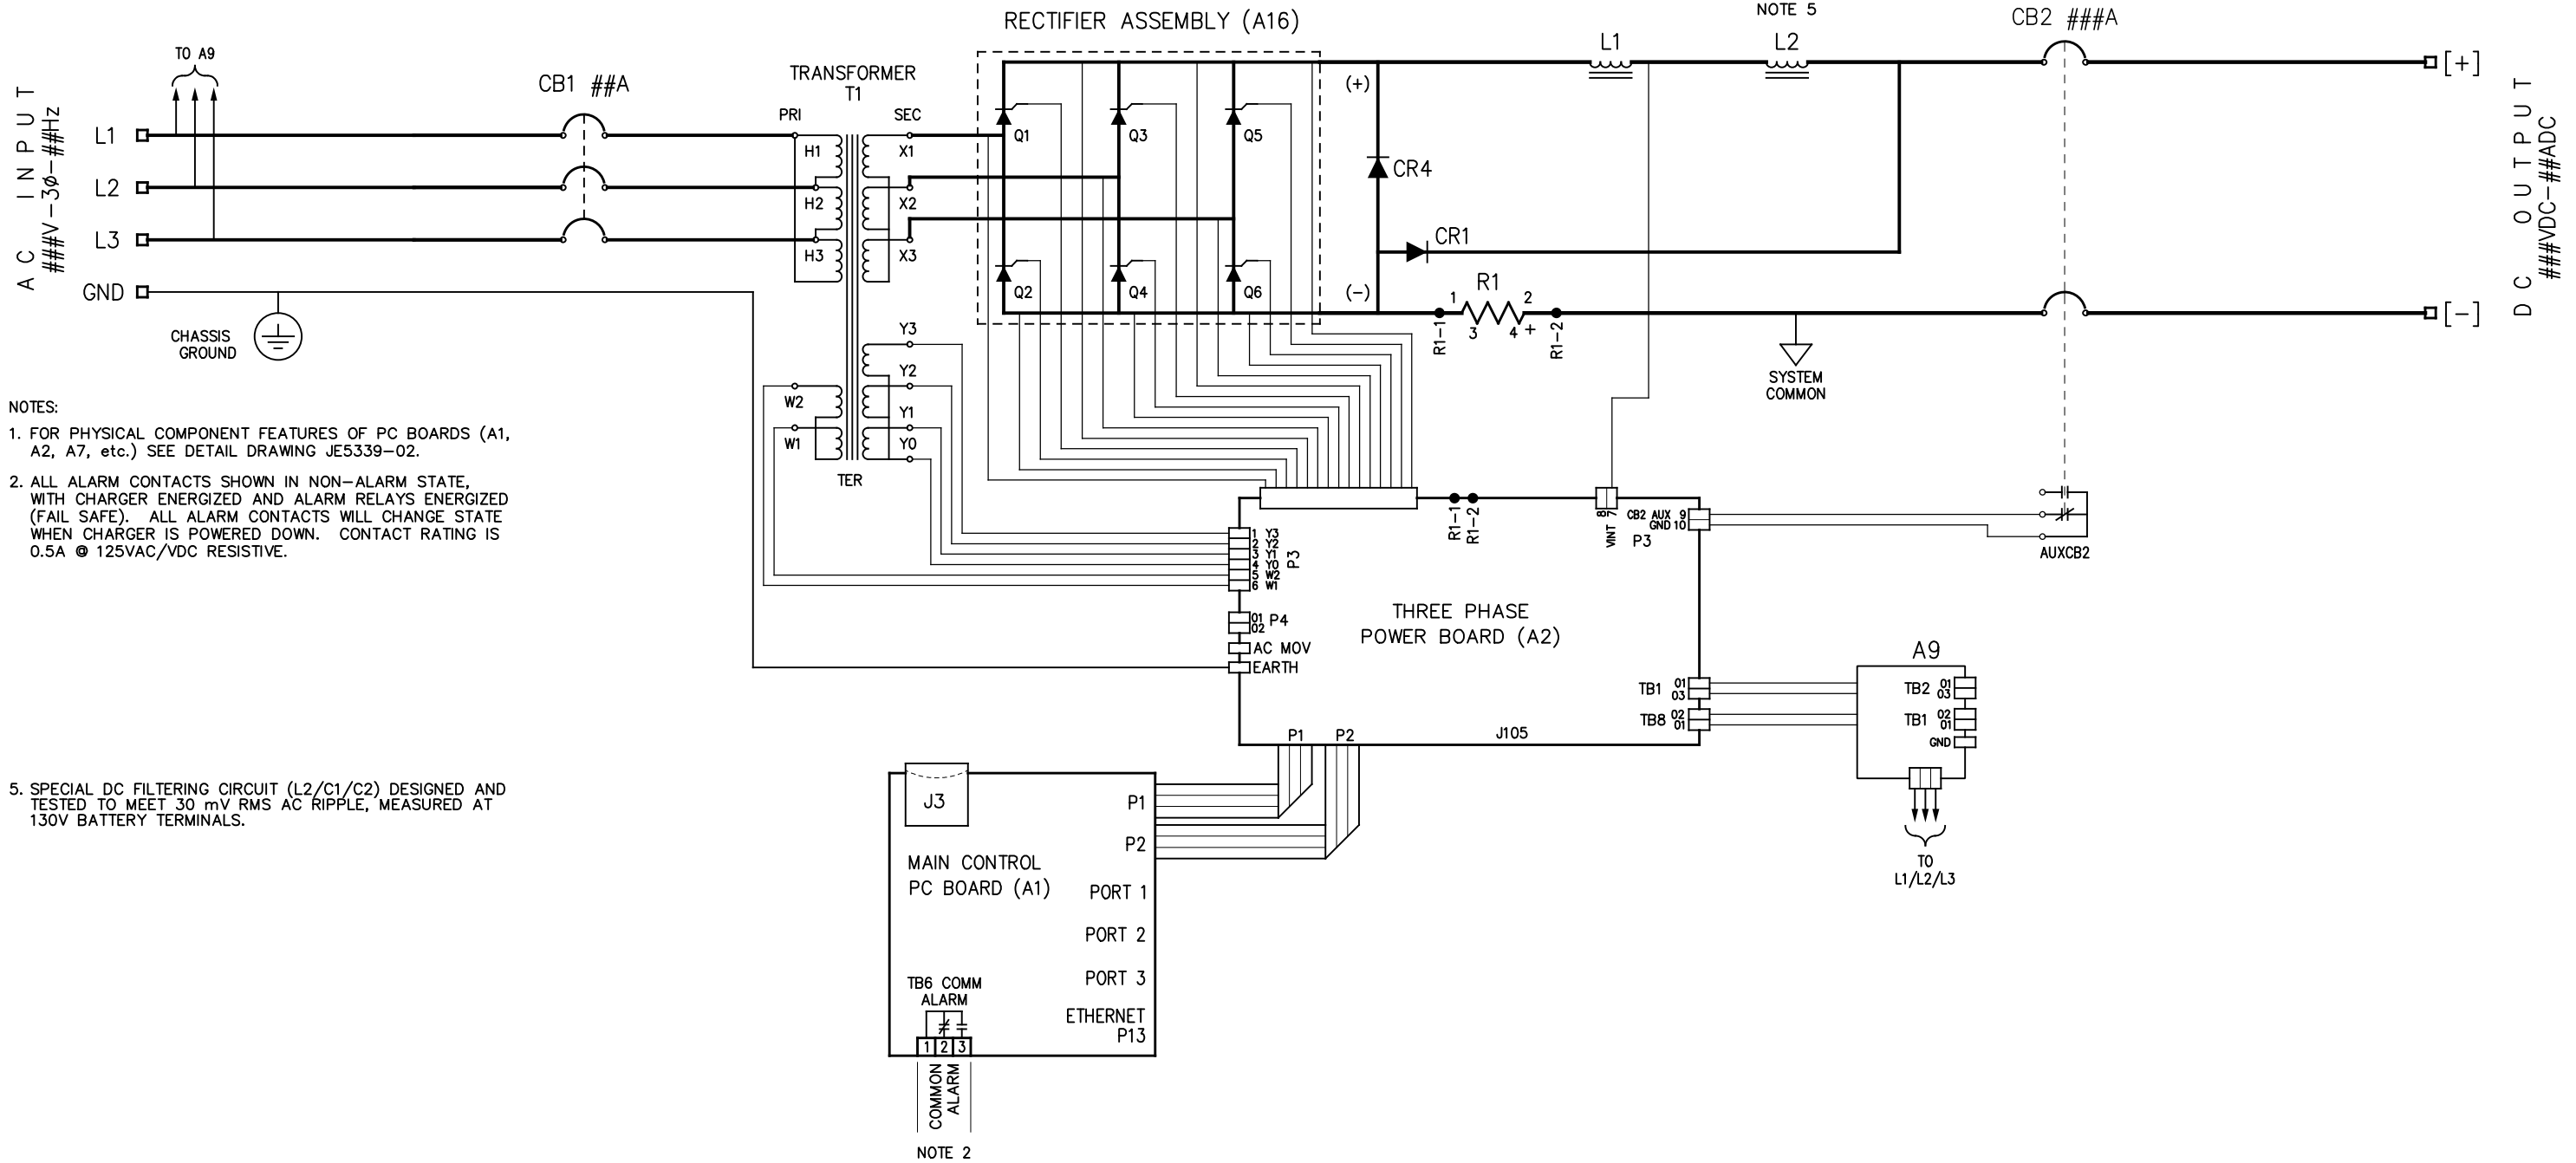 RECTIFIER ASSEMBLY (A16)
NOTE 5
CB2 ###A
TO A9
CB1 ##A
TRANSFORMER
T1
PRI
SEC
L1
L2
[+]
(+)
AC INPUT
###V-3Ø-##Hz
L1
L2
L3
GND
H1
H2
H3
X1
X2
X3
Q1
Q3
Q5
Q2
Q4
Q6
CR4
CR1
(-)
R1
1
2
3
4 +
R1-1
R1-2
[-]
DC OUTPUT
###VDC-##ADC
CHASSIS
GROUND
SYSTEM
COMMON
Y3
Y2
Y1
Y0
W2
W1
TER
NOTES:
1. FOR PHYSICAL COMPONENT FEATURES OF PC BOARDS (A1,
A2, A7, etc.) SEE DETAIL DRAWING JE5339-02.
2. ALL ALARM CONTACTS SHOWN IN NON-ALARM STATE,
WITH CHARGER ENERGIZED AND ALARM RELAYS ENERGIZED
(FAIL SAFE). ALL ALARM CONTACTS WILL CHANGE STATE
WHEN CHARGER IS POWERED DOWN. CONTACT RATING IS
0.5A @ 125VAC/VDC RESISTIVE.
5. SPECIAL DC FILTERING CIRCUIT (L2/C1/C2) DESIGNED AND
TESTED TO MEET 30 mV RMS AC RIPPLE, MEASURED AT
130V BATTERY TERMINALS.
R1-1
R1-2
8
7
VINT
CB2 AUX 9
GND 10
P3
AUXCB2
1 Y3
2 Y2
3 Y1
4 Y0
5 W2
6 W1
P3
01
02
P4
AC MOV
EARTH
THREE PHASE
POWER BOARD (A2)
TB1
01
03
TB8
02
01
P1
P2
J105
A9
TB2
01
03
TB1
02
01
GND
TO
L1/L2/L3
J3
P1
P2
MAIN CONTROL
PC BOARD (A1)
PORT 1
PORT 2
PORT 3
ETHERNET
P13
TB6 COMM
ALARM
1 2 3
COMMON
ALARM
NOTE 2